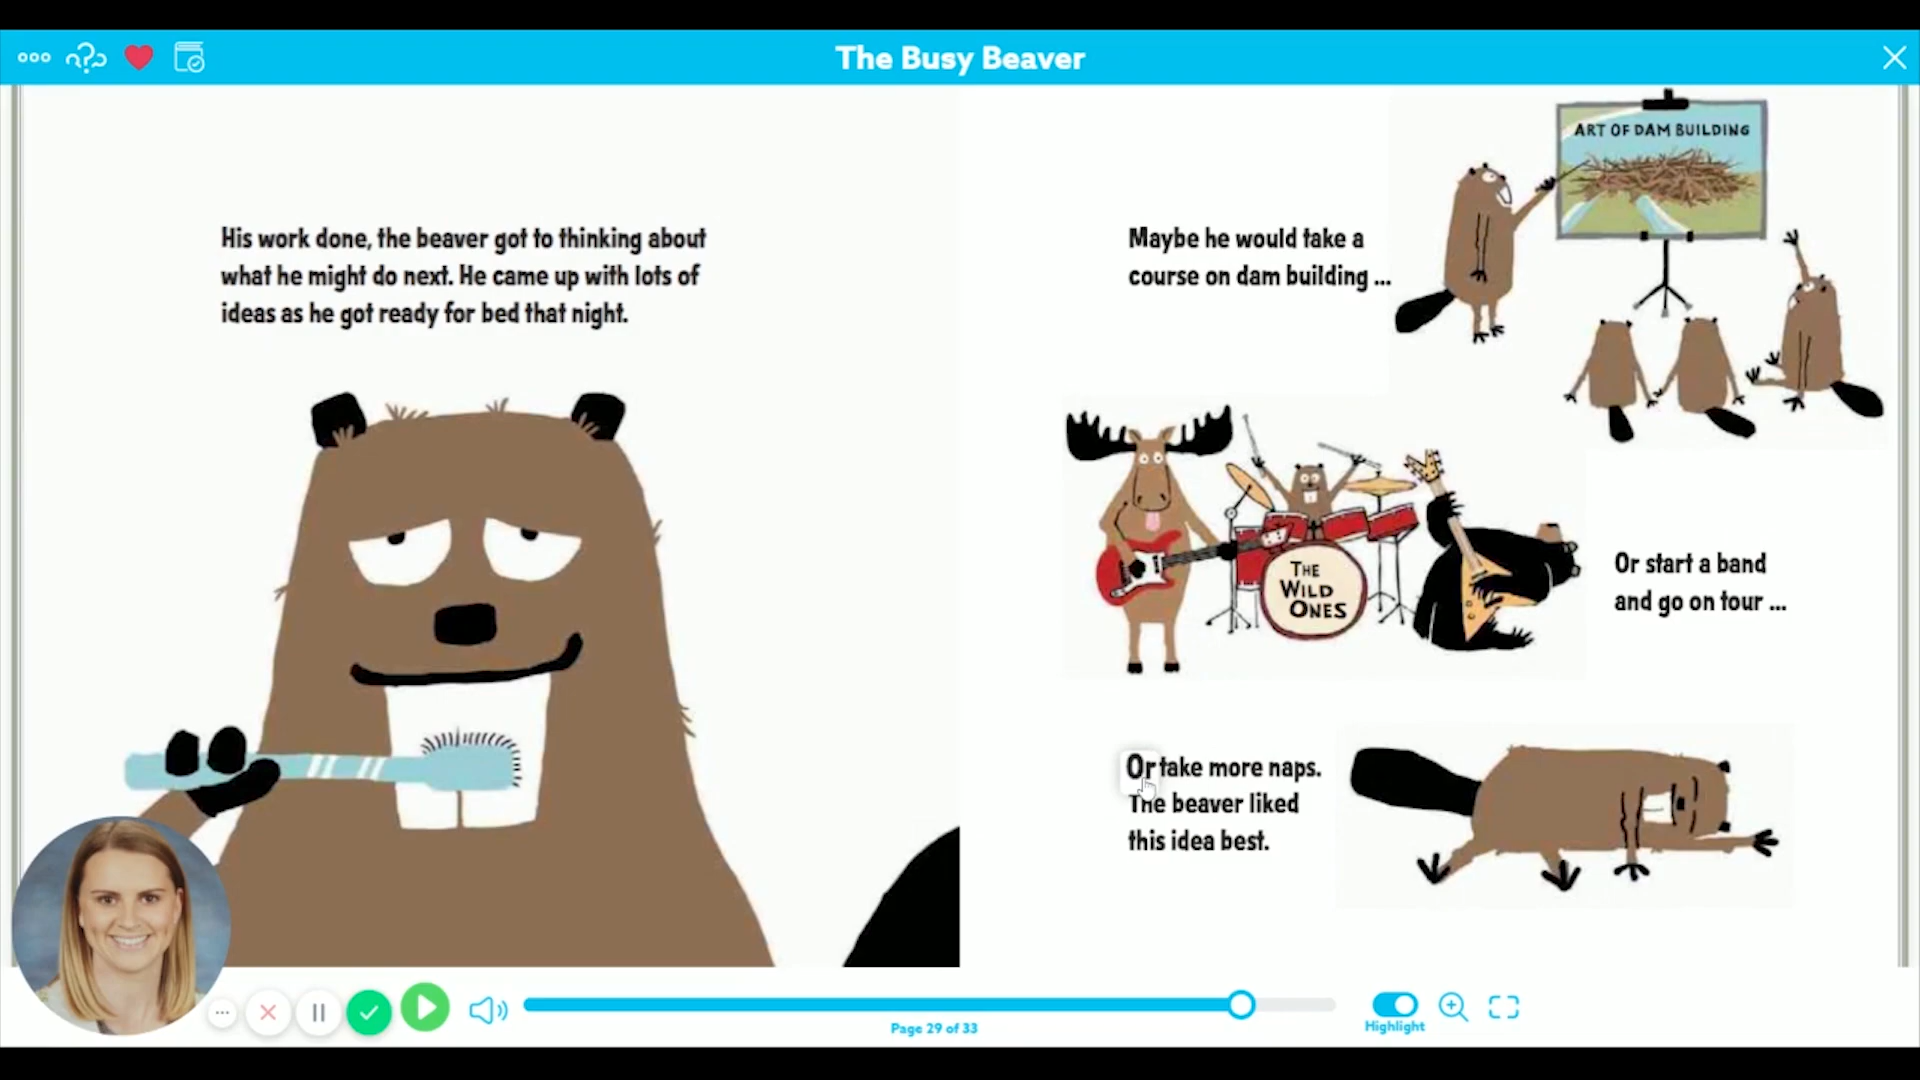 The Busy Beaver
His work done, the beaver got to thinking about
what he might do next. He came up with lots of
ideas as he got ready for bed that night.
ART OF DAM BUILDING
Maybe he would take a
course on dam building ...
THE
WILD
ONES
Or start a band
and go on tour ...
Or take more naps.
The beaver liked
this idea best.
Page 29 of 33
Highlight